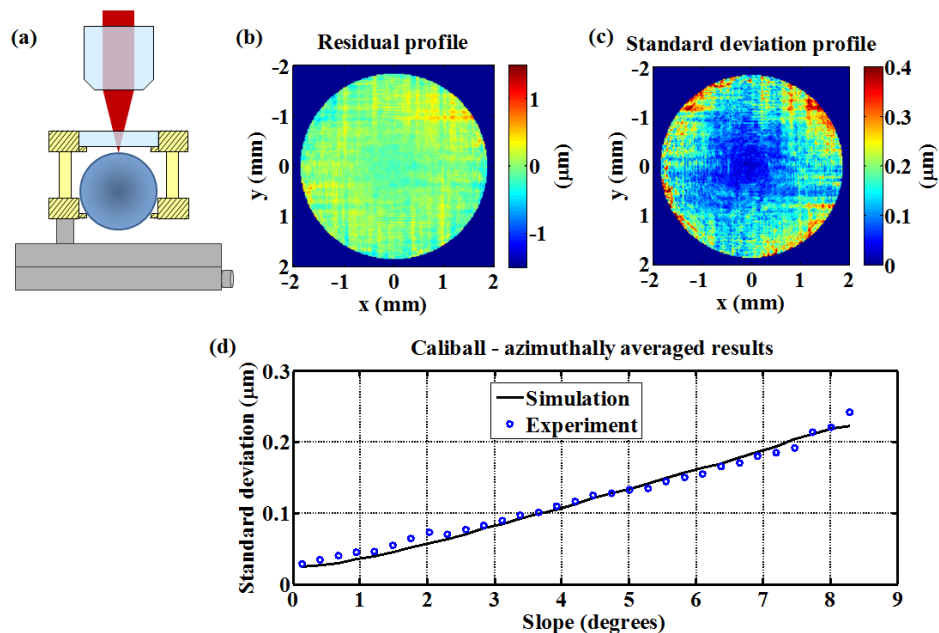 (a)
(b)
Residual profile
-2
-1
0
1
2
y (mm)
-2 -1 0 1 2
x (mm)
1
0
-1
(μm)
(c)
Standard deviation profile
-2
-1
0
1
2
y (mm)
-2 -1 0 1 2
x (mm)
0.4
0.3
0.2
0.1
0
(μm)
(d)
Caliball - azimuthally averaged results
0.3
0.2
0.1
0
Standard deviation (μm)
Simulation
Experiment
0 1 2 3 4 5 6 7 8 9
Slope (degrees)